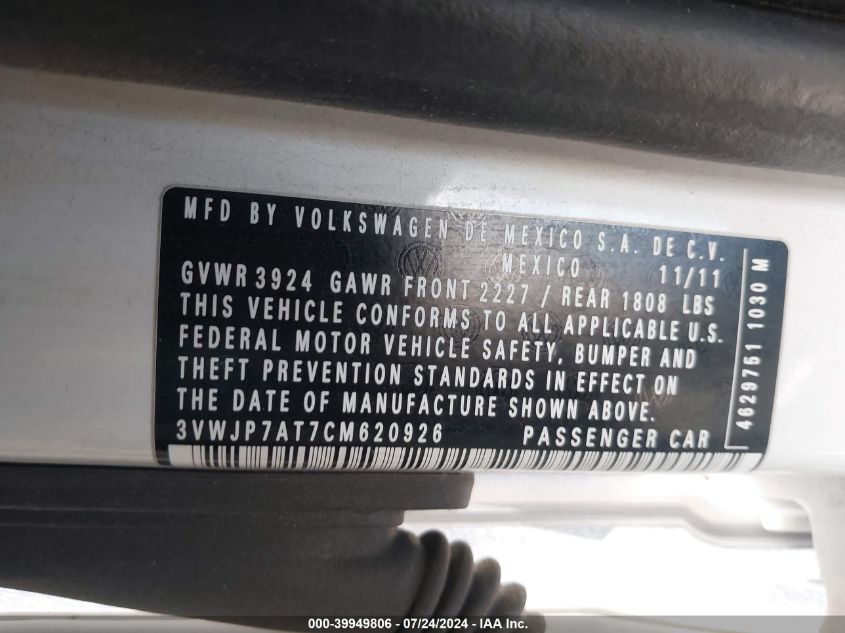 MFD BY VOLKSWAGEN DE MEXICO S.A. DE C.V.
MEXICO 11/11
GVWR 3924 GAWR FRONT 2227 / REAR 1808 LBS
THIS VEHICLE CONFORMS TO ALL APPLICABLE U.S.
FEDERAL MOTOR VEHICLE SAFETY, BUMPER AND
THEFT PREVENTION STANDARDS IN EFFECT ON
THE DATE OF MANUFACTURE SHOWN ABOVE.
3VWJP7AT7CM620926 PASSENGER CAR
4629751 1030 M
000-39949806 - 07/24/2024 - IAA Inc.